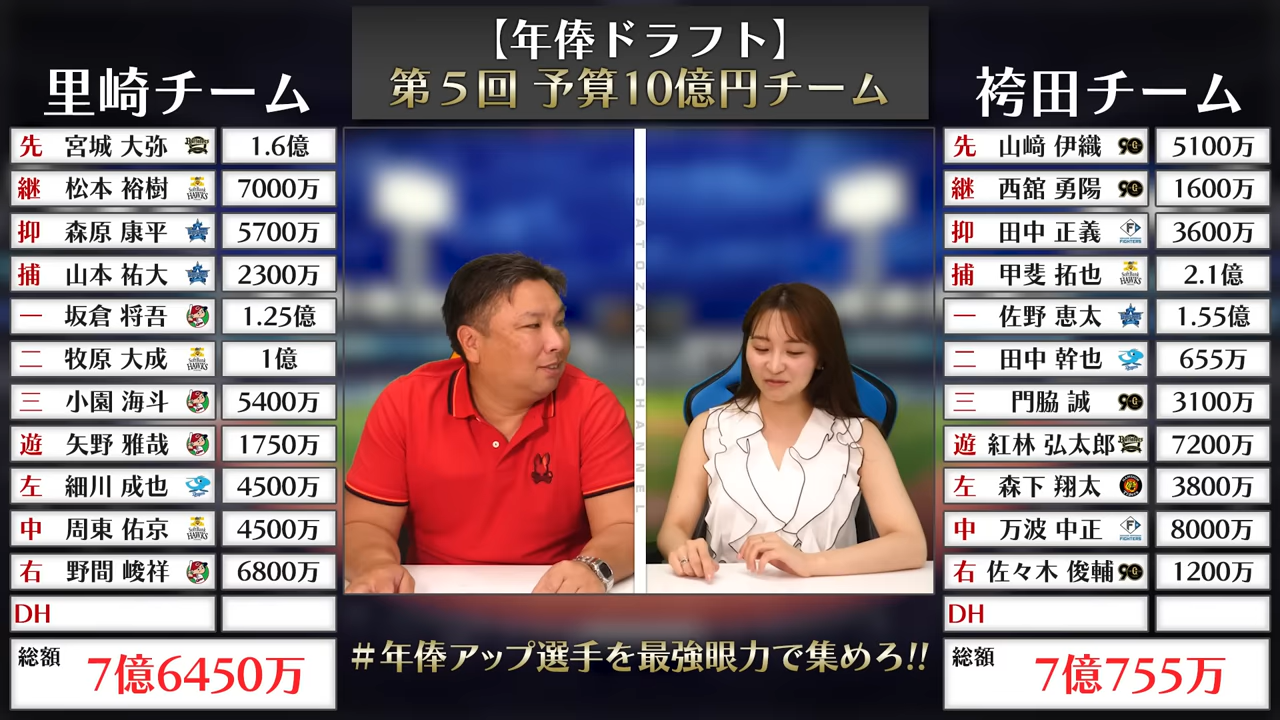 【年俸ドラフト】
第5回 予算10億円チーム
里崎チーム
先 宮城 大弥 1.6億
継 松本 裕樹 7000万
抑 森原 康平 5700万
捕 山本 祐大 2300万
一 坂倉 将吾 1.25億
二 牧原 大成 1億
三 小園 海斗 5400万
遊 矢野 雅哉 1750万
左 細川 成也 4500万
中 周東 佑京 4500万
右 野間 峻祥 6800万
DH
総額 7億6450万
SATOZAKI CHANNEL
袴田チーム
先 山﨑 伊織 5100万
継 西舘 勇陽 1600万
抑 田中 正義 3600万
捕 甲斐 拓也 2.1億
一 佐野 恵太 1.55億
二 田中 幹也 655万
三 門脇 誠 3100万
遊 紅林 弘太郎 7200万
左 森下 翔太 3800万
中 万波 中正 8000万
右 佐々木 俊輔 1200万
DH
総額 7億755万
#年俸アップ選手を最強眼力で集めろ!!